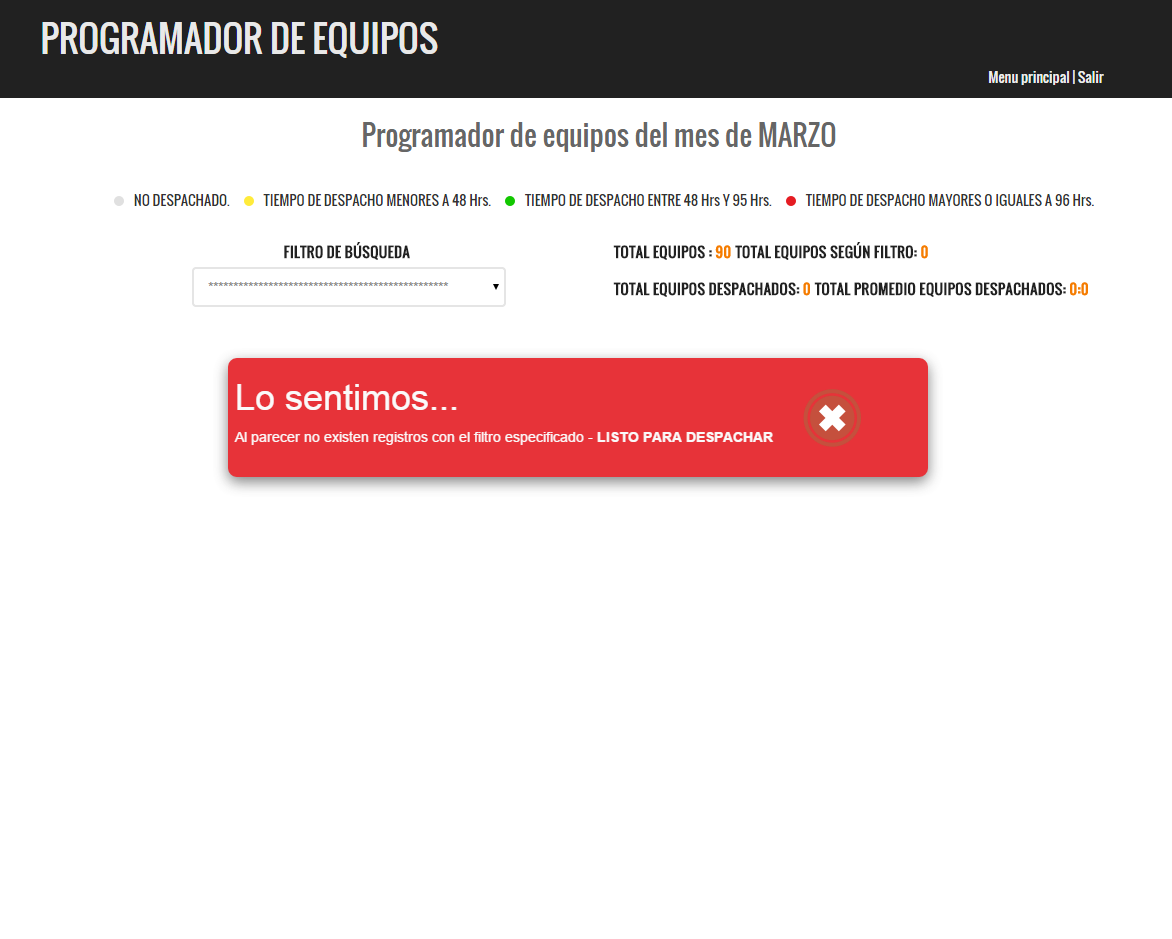 PROGRAMADOR DE EQUIPOS
Menu principal | Salir
Programador de equipos del mes de MARZO
NO DESPACHADO. TIEMPO DE DESPACHO MENORES A 48 Hrs. TIEMPO DE DESPACHO ENTRE 48 Hrs Y 95 Hrs. TIEMPO DE DESPACHO MAYORES O IGUALES A 96 Hrs.
FILTRO DE BÚSQUEDA
************************************************
TOTAL EQUIPOS : 90 TOTAL EQUIPOS SEGÚN FILTRO: 0
TOTAL EQUIPOS DESPACHADOS: 0 TOTAL PROMEDIO EQUIPOS DESPACHADOS: 0:0
Lo sentimos...
Al parecer no existen registros con el filtro especificado - LISTO PARA DESPACHAR